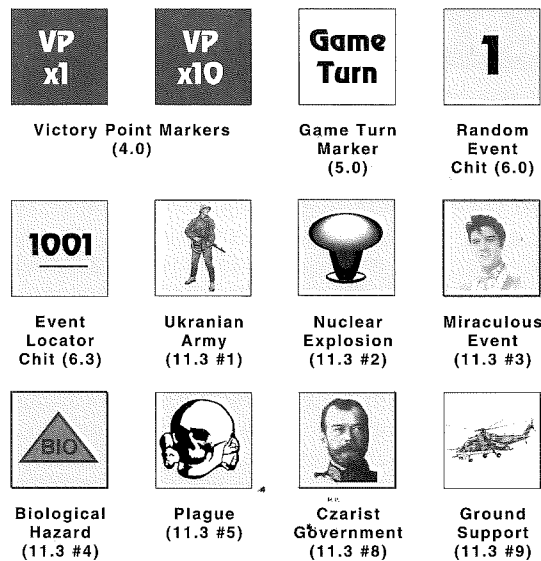 VP x1
VP x10
Game Turn
1
Victory Point Markers
(4.0)
Game Turn
Marker
(5.0)
Random
Event
Chit (6.0)
1001
Event
Locator
Chit (6.3)
Ukranian
Army
(11.3 #1)
Nuclear
Explosion
(11.3 #2)
Miraculous
Event
(11.3 #3)
BIO
Biological
Hazard
(11.3 #4)
Plague
(11.3 #5)
Czarist
Government
(11.3 #8)
Ground
Support
(11.3 #9)